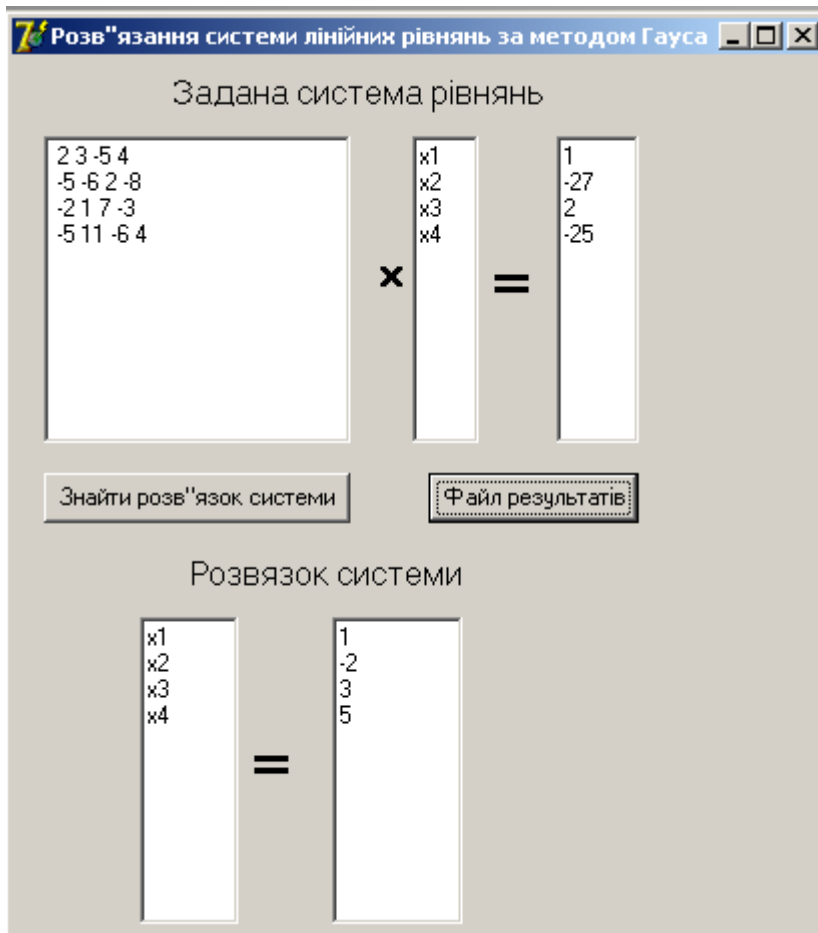 Розв"язання системи лінійних рівнянь за методом Гауса
Задана система рівнянь
2 3 -5 4
-5 -6 2 -8
-2 1 7 -3
-5 11 -6 4
×
x1
x2
x3
x4
=
1
-27
2
-25
Знайти розв"язок системи
Файл результатів
Розвязок системи
x1
x2
x3
x4
=
1
-2
3
5